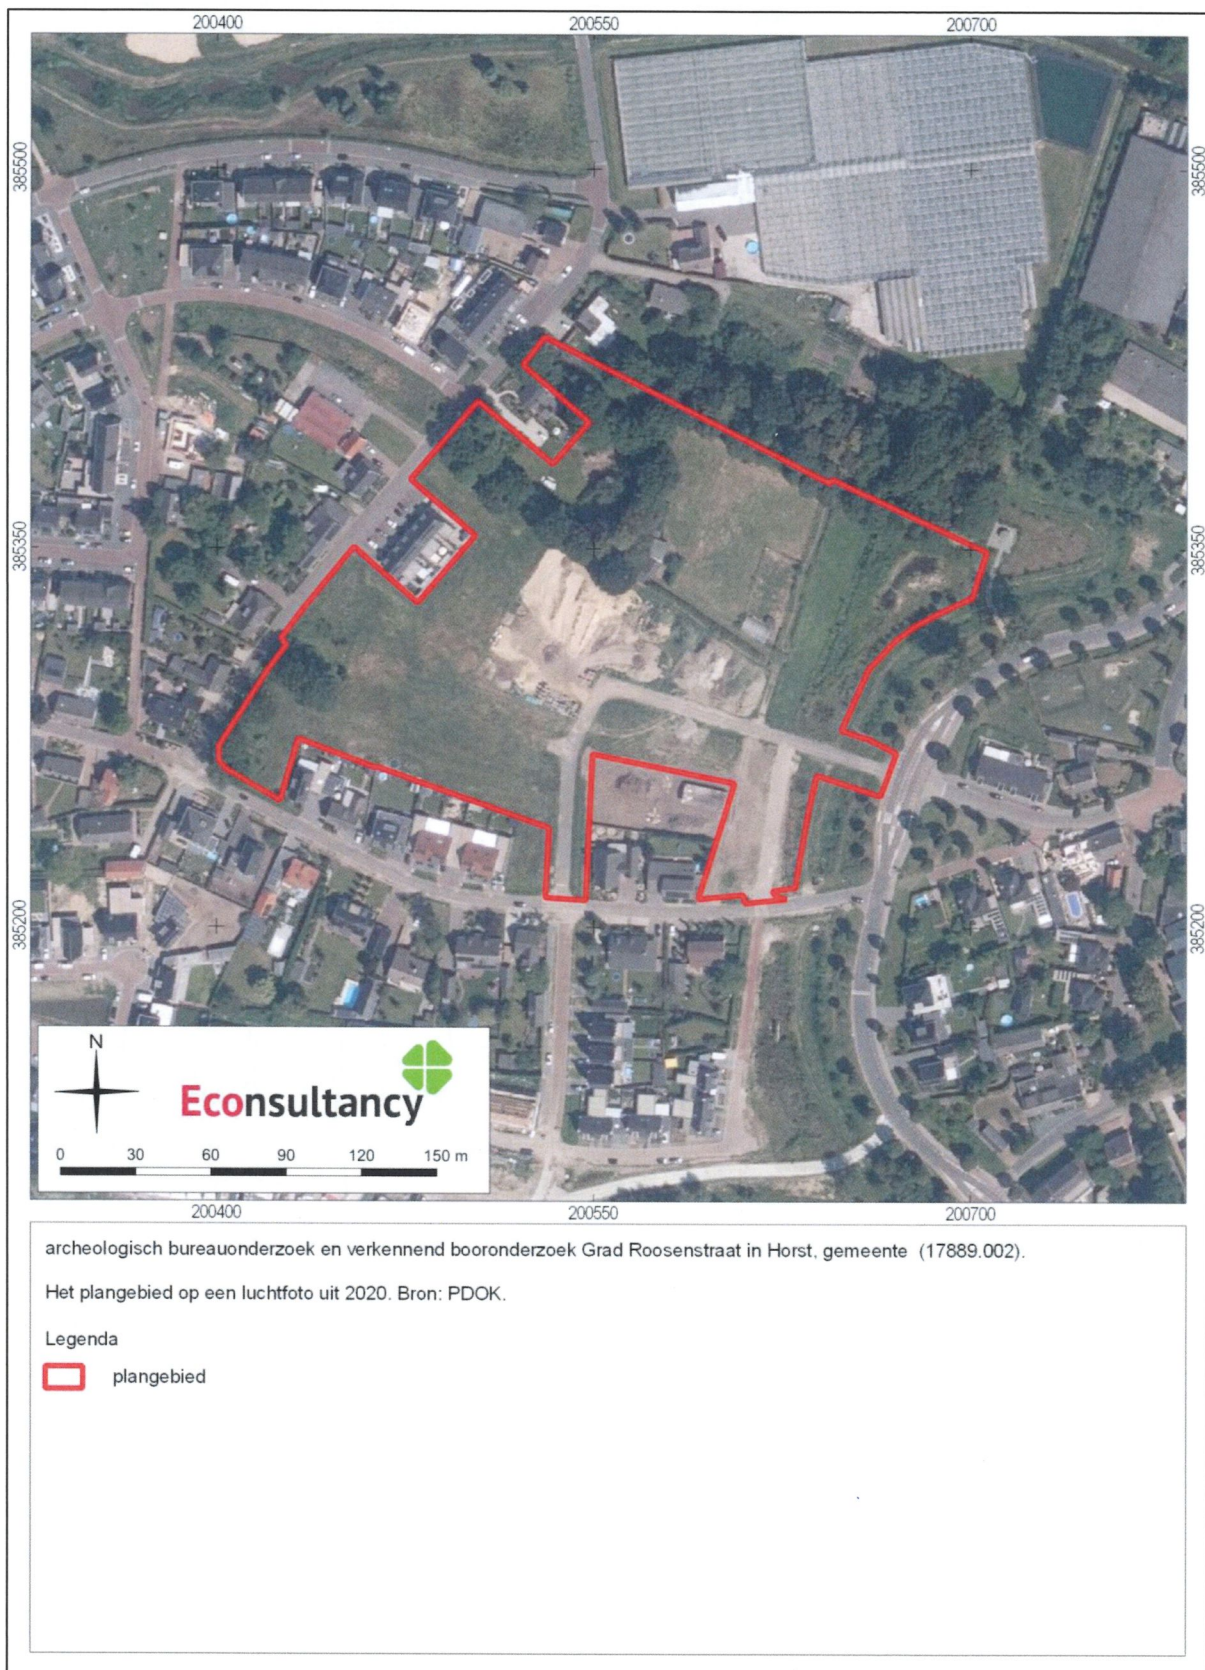 200400 200550 200700
385500 385500
385350 385350
385200 385200
N
Econsultancy
0 30 60 90 120 150 m
200400 200550 200700
archeologisch bureauonderzoek en verkennend booronderzoek Grad Roosenstraat in Horst, gemeente (17889.002).
Het plangebied op een luchtfoto uit 2020. Bron: PDOK.
Legenda
plangebied